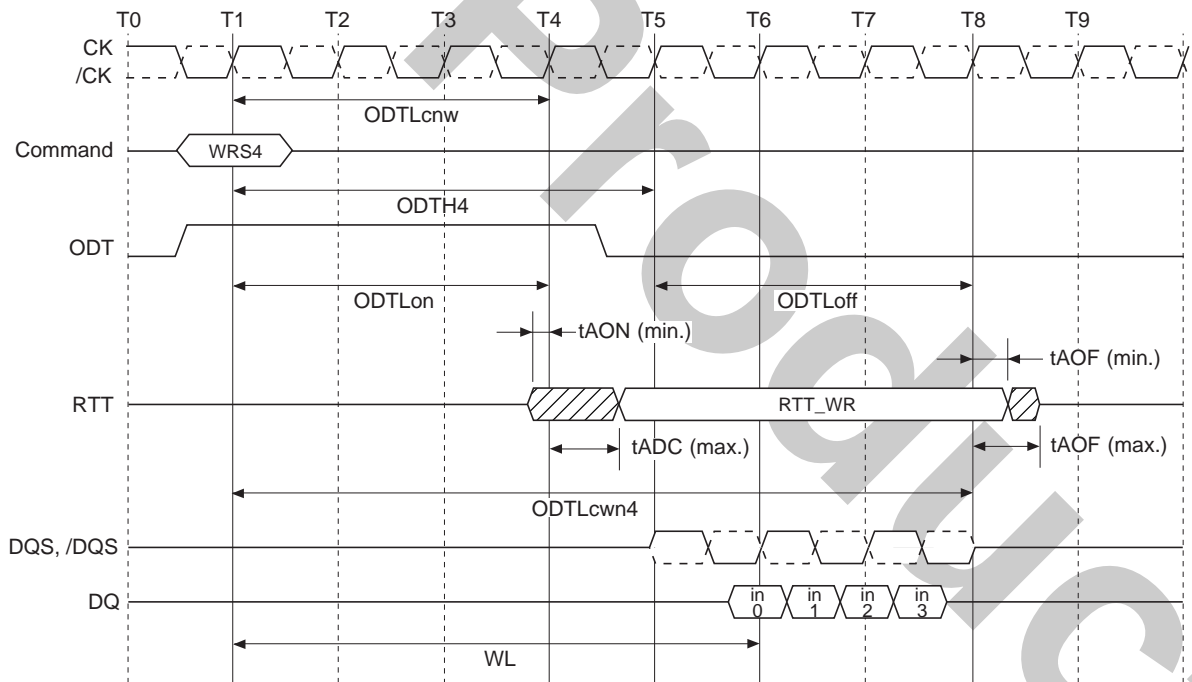 T0 T1 T2 T3 T4 T5 T6 T7 T8 T9
CK
/CK
ODTLcnw
Command WRS4
ODTH4
ODT
ODTLon ODTLoff
tAON (min.)
tAOF (min.)
RTT RTT_WR
tADC (max.) tAOF (max.)
ODTLcwn4
DQS, /DQS
DQ in 0 in 1 in 2 in 3
WL
Produc